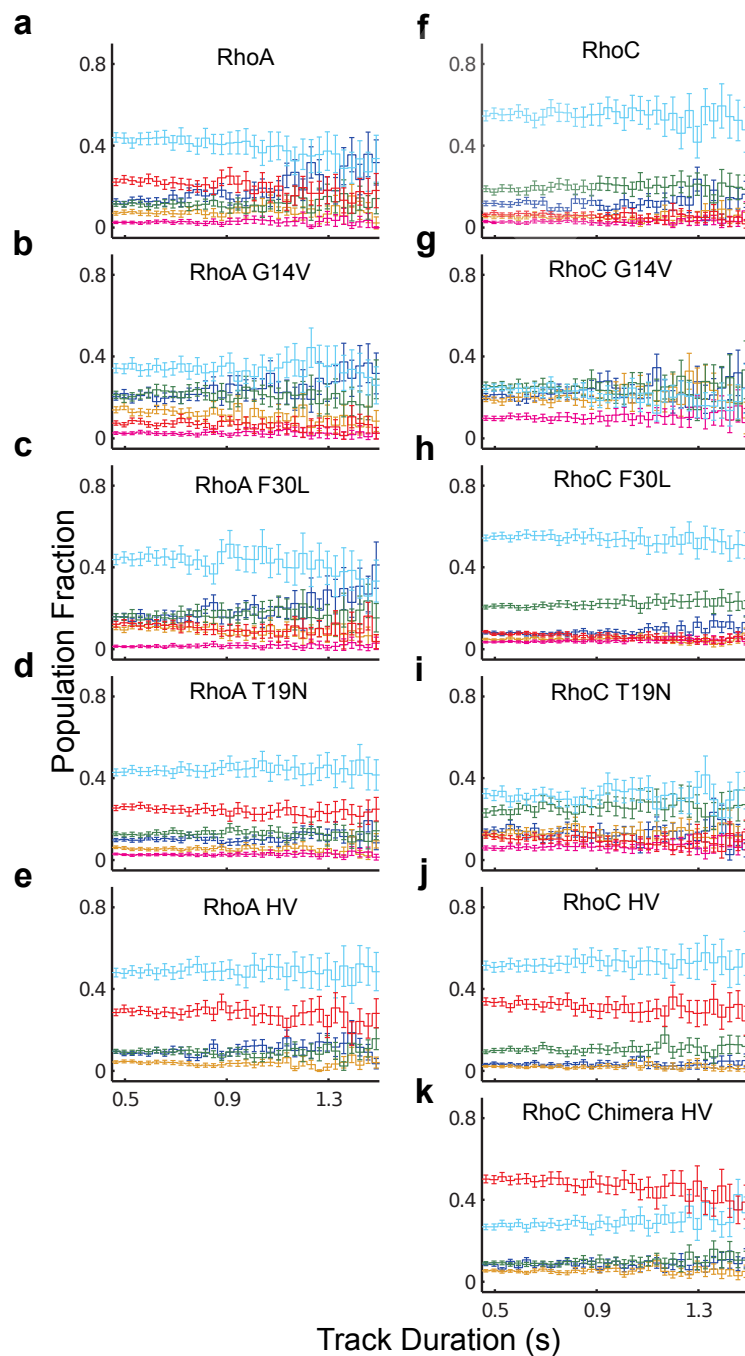 a
RhoA
0.8
0.4
0
b
RhoA G14V
0.8
0.4
0
c
RhoA F30L
0.8
0.4
0
d
RhoA T19N
0.8
0.4
0
e
RhoA HV
0.8
0.4
0
0.5 0.9 1.3
Population Fraction
f
RhoC
0.8
0.4
0
g
RhoC G14V
0.8
0.4
0
h
RhoC F30L
0.8
0.4
0
i
RhoC T19N
0.8
0.4
0
j
RhoC HV
0.8
0.4
0
k
RhoC Chimera HV
0.8
0.4
0
0.5 0.9 1.3
Track Duration (s)